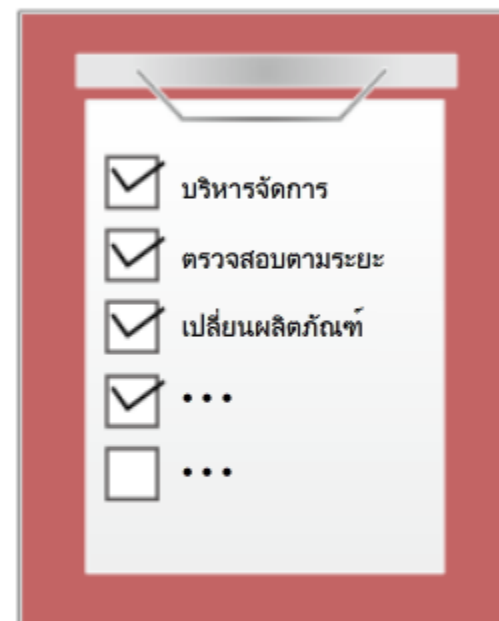 บริหารจัดการ
ตรวจสอบตามระยะ
เปลี่ยนผลิตภัณฑ์
•••
•••